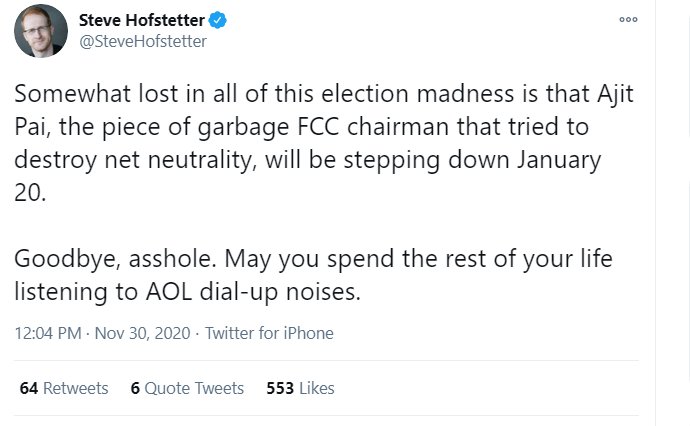 Steve Hofstetter
@SteveHofstetter
Somewhat lost in all of this election madness is that Ajit
Pai, the piece of garbage FCC chairman that tried to
destroy net neutrality, will be stepping down January
20.
Goodbye, asshole. May you spend the rest of your life
listening to AOL dial-up noises.
12:04 PM · Nov 30, 2020 · Twitter for iPhone
64 Retweets 6 Quote Tweets 553 Likes